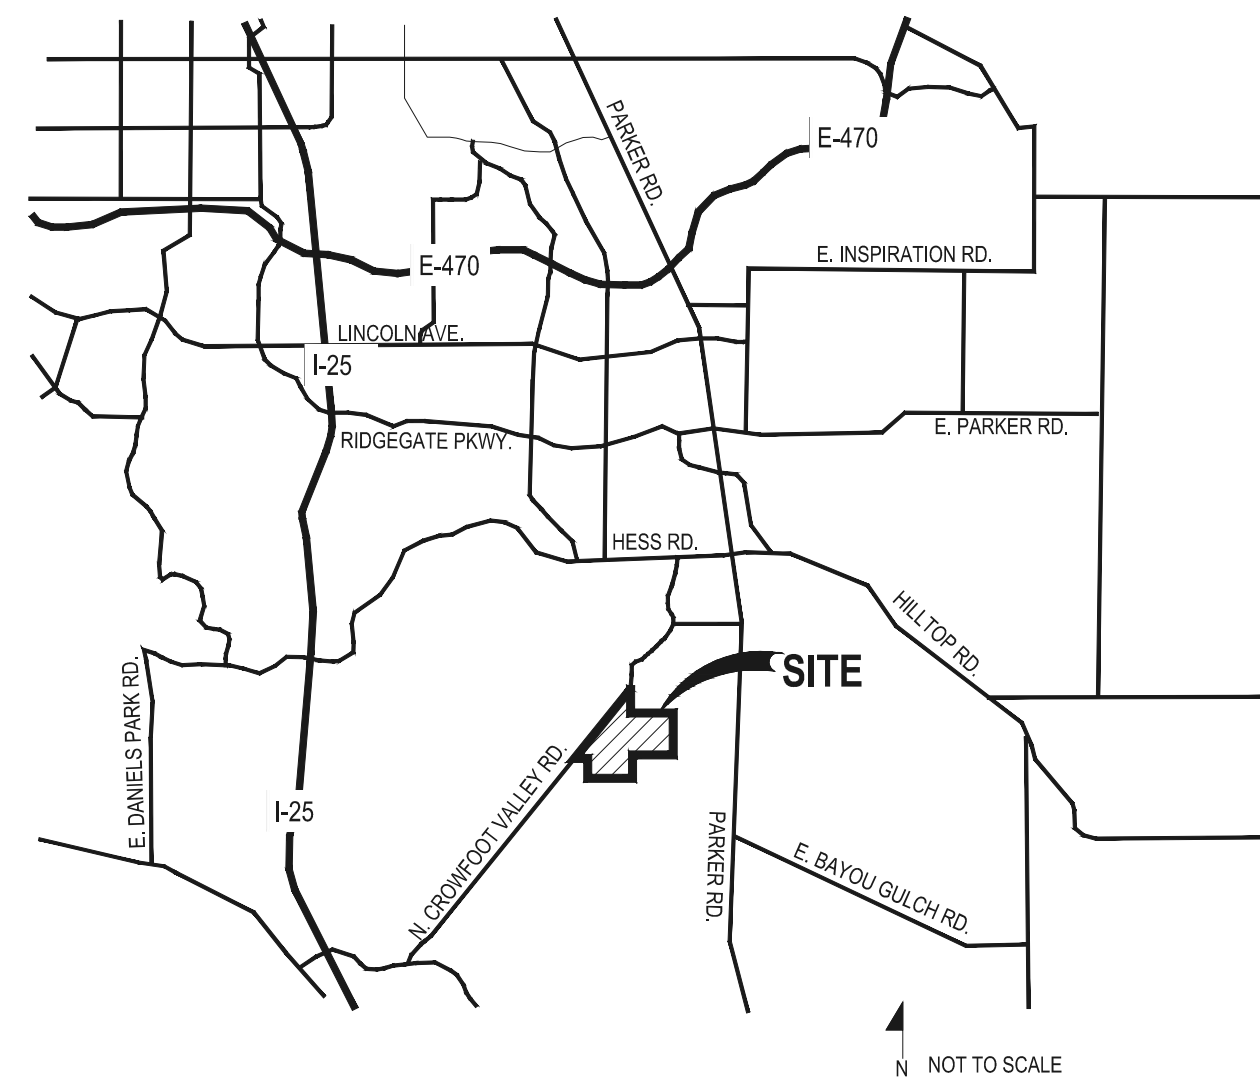 PARKER RD.
E-470
E. INSPIRATION RD.
E-470
LINCOLN AVE.
I-25
E. PARKER RD.
RIDGEGATE PKWY.
HESS RD.
HILLTOP RD.
SITE
E. DANIELS PARK RD.
N. CROWFOOT VALLEY RD.
I-25
PARKER RD.
E. BAYOU GULCH RD.
N
NOT TO SCALE